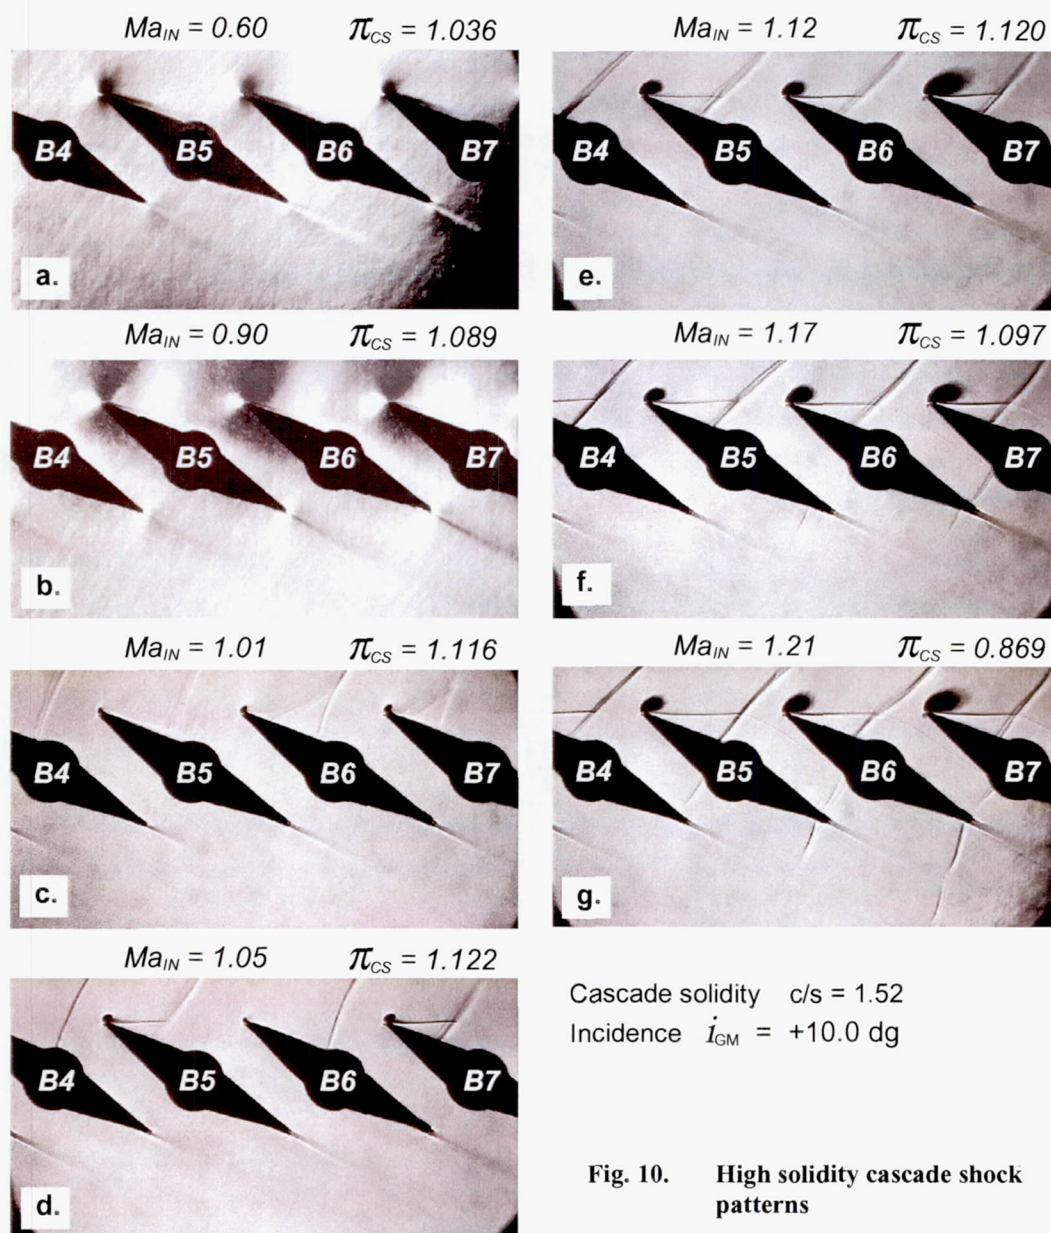 Ma_IN = 0.60 π_CS = 1.036
B4 B5 B6 B7
a.
Ma_IN = 0.90 π_CS = 1.089
B4 B5 B6 B7
b.
Ma_IN = 1.01 π_CS = 1.116
B4 B5 B6 B7
c.
Ma_IN = 1.05 π_CS = 1.122
B4 B5 B6 B7
d.
Ma_IN = 1.12 π_CS = 1.120
B4 B5 B6 B7
e.
Ma_IN = 1.17 π_CS = 1.097
B4 B5 B6 B7
f.
Ma_IN = 1.21 π_CS = 0.869
B4 B5 B6 B7
g.
Cascade solidity c/s = 1.52
Incidence i_GM = +10.0 dg
Fig. 10. High solidity cascade shock
patterns